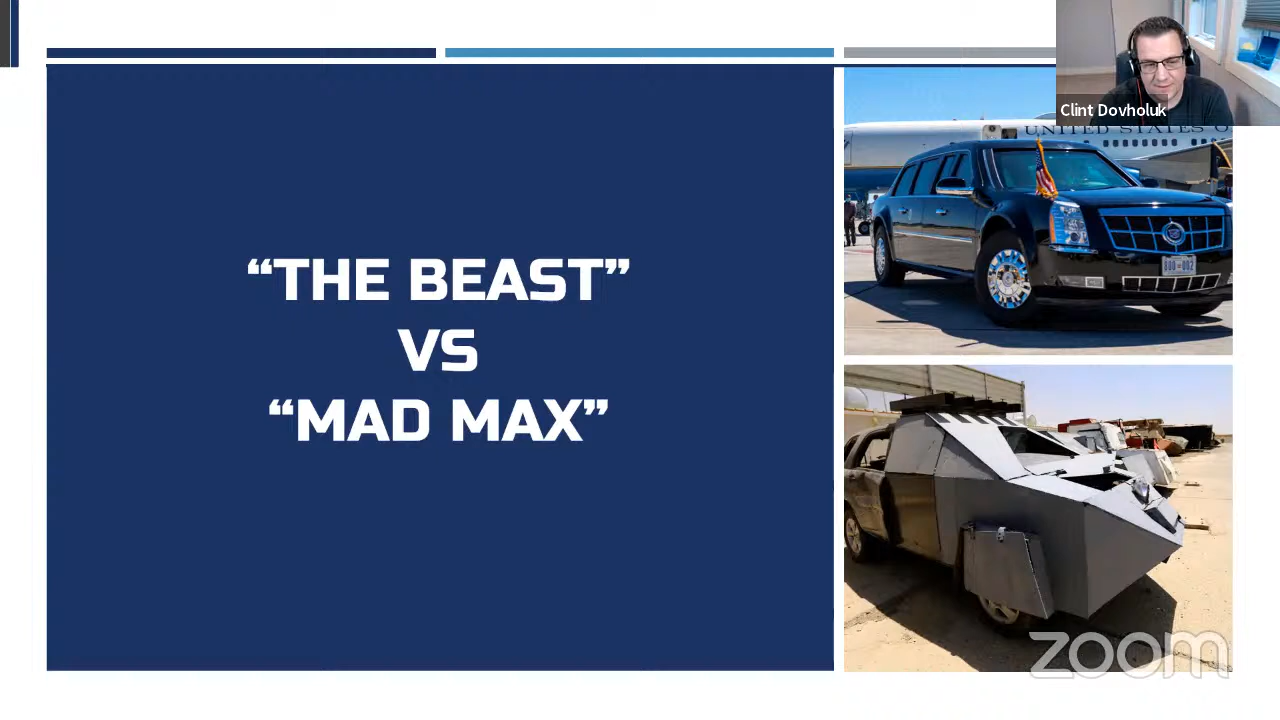 Clint Dovholuk
UNITED STATES O
“THE BEAST”
VS
“MAD MAX”
zoom